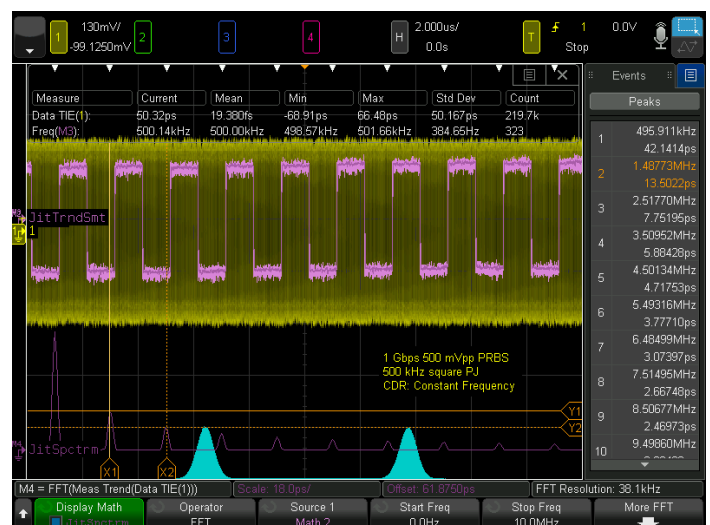 1
130mV/
-99.1250mV
2
3
4
H
2.000us/
0.0s
T
1
0.0V
Stop
Measure Current Mean Min Max Std Dev Count
Data TIE(1): 50.32ps 19.380fs -68.91ps 66.48ps 50.167ps 219.7k
Freq(M3): 500.14kHz 500.00kHz 498.57kHz 501.66kHz 384.65Hz 323
Events
Peaks
1 495.911kHz
42.1414ps
2 1.48773MHz
13.5022ps
3 2.51770MHz
7.75195ps
4 3.50952MHz
5.88428ps
5 4.50134MHz
4.71753ps
6 5.49316MHz
3.77710ps
7 6.48499MHz
3.07397ps
8 7.51495MHz
2.66748ps
9 8.50677MHz
2.46973ps
10 9.49860MHz
JitTrndSmt
1
1
1 Gbps 500 mVpp PRBS
500 kHz square PJ
CDR: Constant Frequency
Y1
Y2
M4
JitSpctrm
X1
X2
M4 = FFT(Meas Trend(Data TIE(1)))
Scale: 18.0ps/
Offset: 61.8750ps
FFT Resolution: 38.1kHz
Display Math
JitSpctrm
Operator
FFT
Source 1
Math 2
Start Freq
0.0Hz
Stop Freq
10.0MHz
More FFT